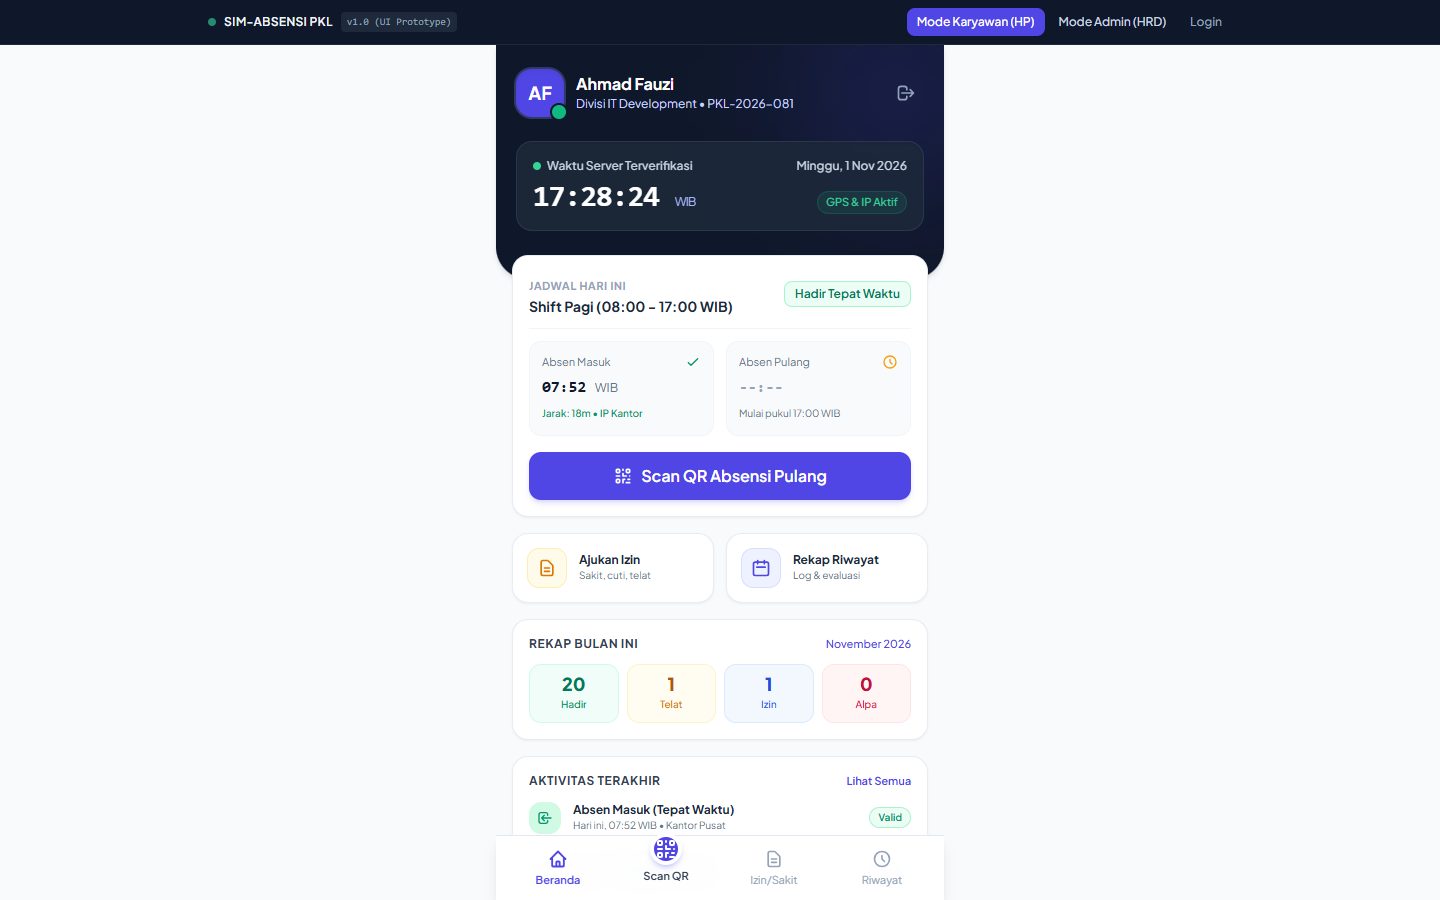 SIM-ABSENSI PKL v1.0 (UI Prototype) Mode Karyawan (HP) Mode Admin (HRD) Login
AF
Ahmad Fauzi
Divisi IT Development • PKL-2026-081
Waktu Server Terverifikasi Minggu, 1 Nov 2026
17:28:24 WIB GPS & IP Aktif
JADWAL HARI INI
Shift Pagi (08:00 - 17:00 WIB)
Hadir Tepat Waktu
Absen Masuk
07:52 WIB
Jarak: 18m • IP Kantor
Absen Pulang
--:--
Mulai pukul 17:00 WIB
Scan QR Absensi Pulang
Ajukan Izin
Sakit, cuti, telat
Rekap Riwayat
Log & evaluasi
REKAP BULAN INI November 2026
20
Hadir
1
Telat
1
Izin
0
Alpa
AKTIVITAS TERAKHIR Lihat Semua
Absen Masuk (Tepat Waktu)
Hari ini, 07:52 WIB • Kantor Pusat
Valid
Beranda
Scan QR
Izin/Sakit
Riwayat